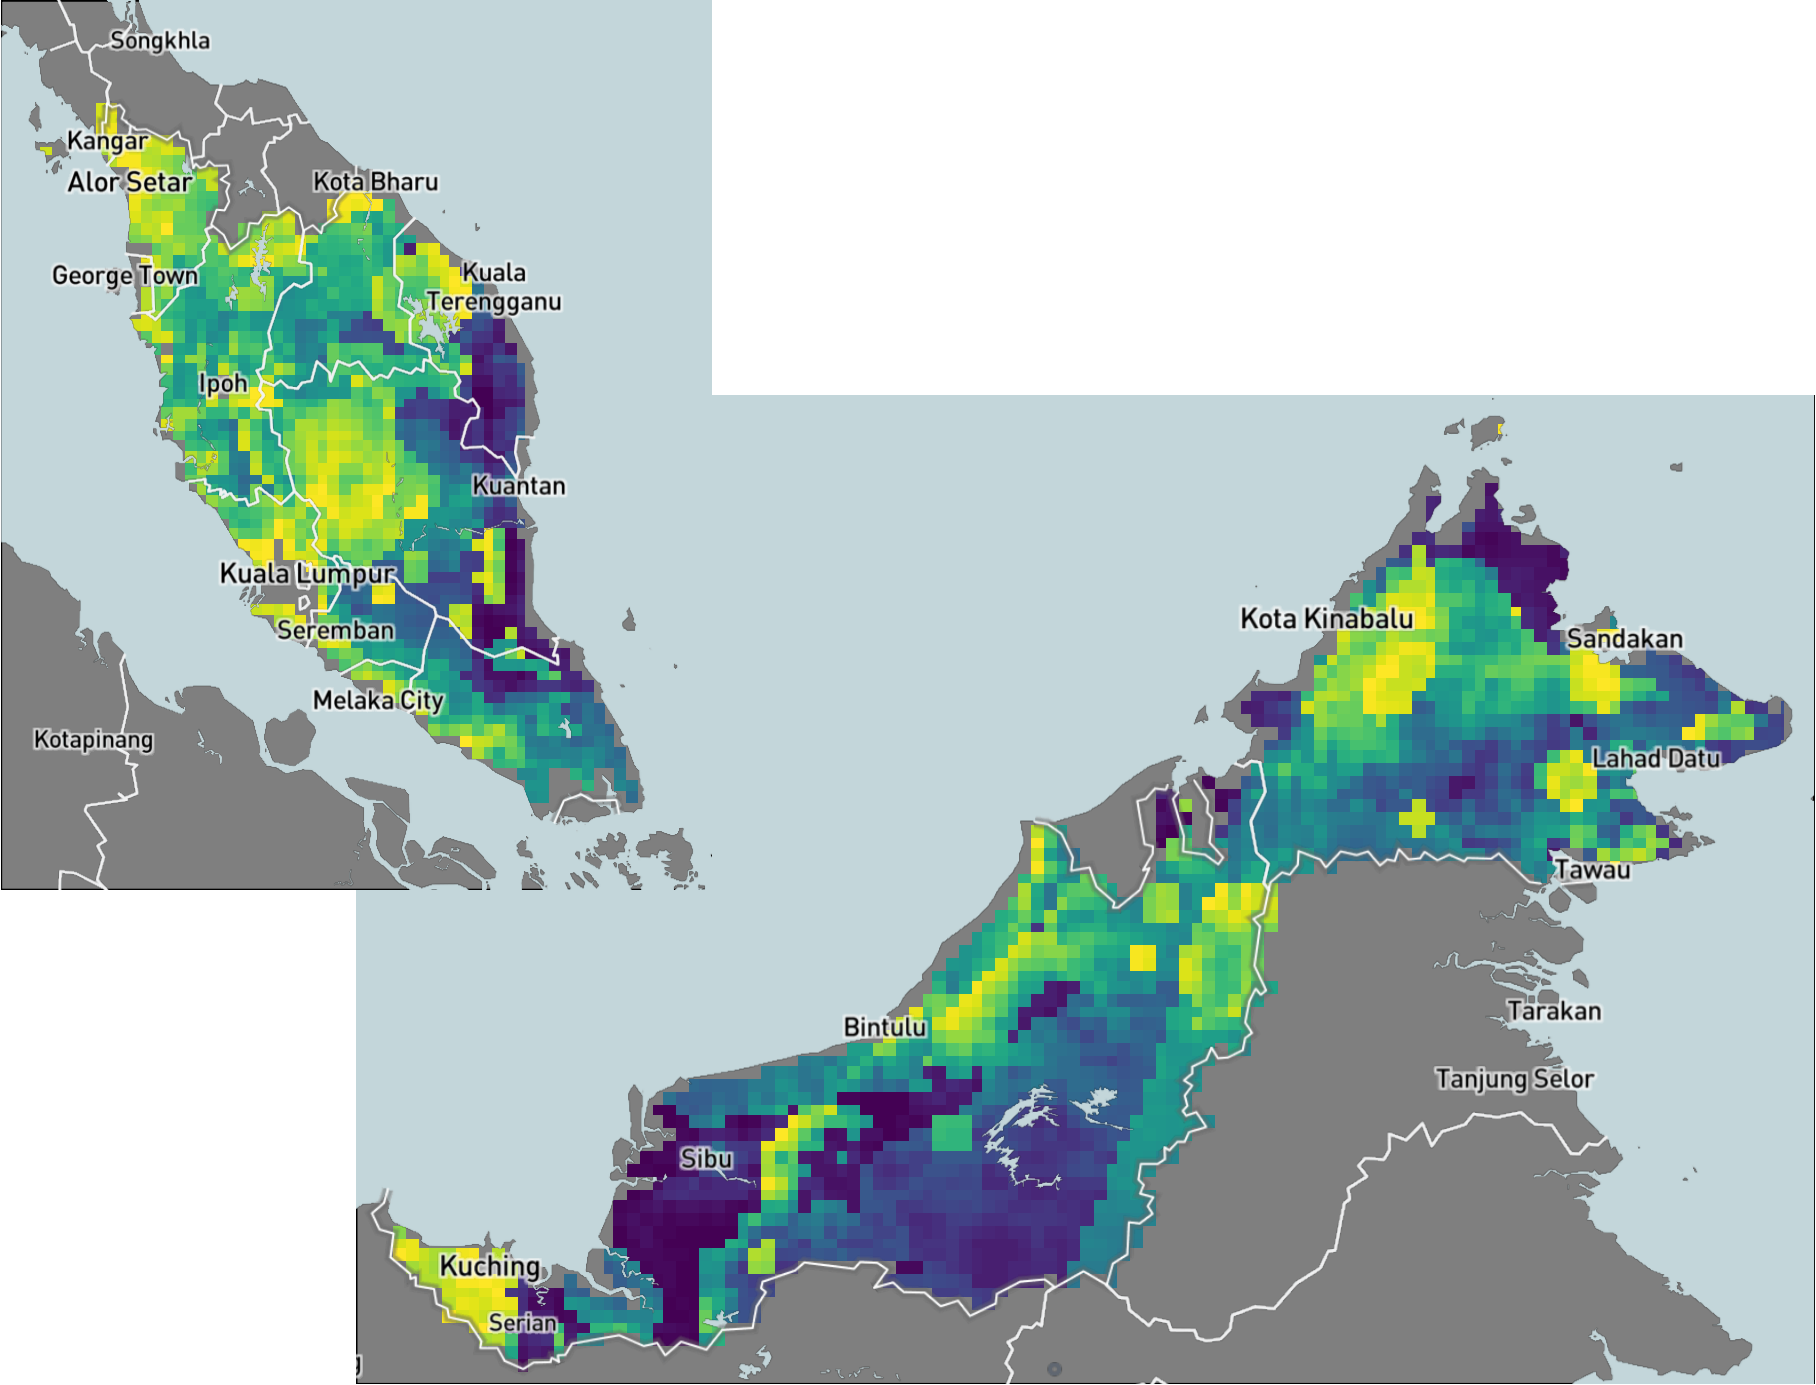 Songkhla
Kangar
Alor Setar
Kota Bharu
George Town
Kuala
Terengganu
Ipoh
Kuantan
Kuala Lumpur
Seremban
Melaka City
Kotapinang
Kota Kinabalu
Sandakan
Lahad Datu
Tawau
Tarakan
Tanjung Selor
Bintulu
Sibu
Kuching
Serian